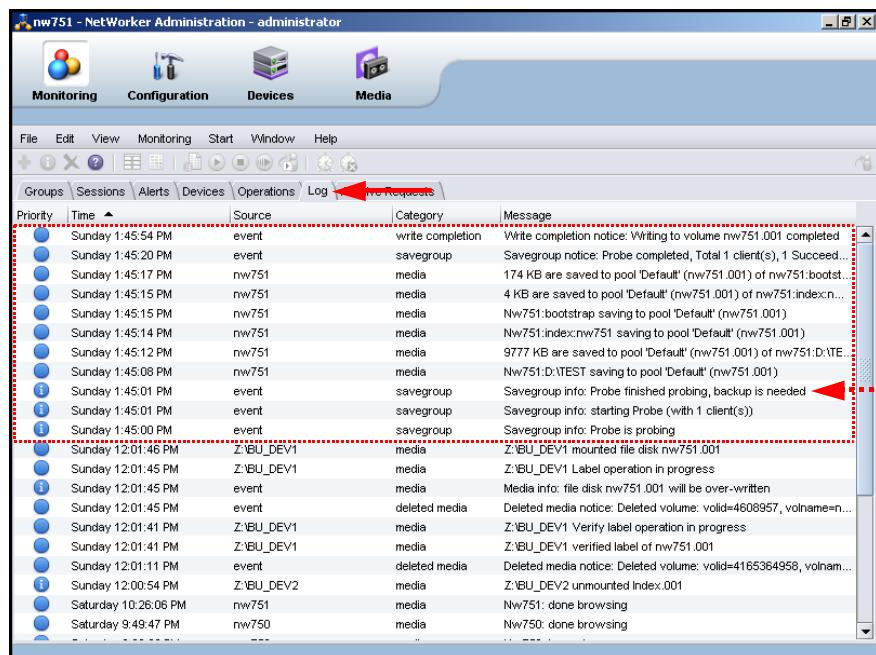 nw751 - NetWorker Administration - administrator
Monitoring Configuration Devices Media
File Edit View Monitoring Start Window Help
Groups Sessions Alerts Devices Operations Log Requests
Priority Time Source Category Message
Sunday 1:45:54 PM event write completion Write completion notice: Writing to volume nw751.001 completed
Sunday 1:45:20 PM event savegroup Savegroup notice: Probe completed, Total 1 client(s), 1 Succeed...
Sunday 1:45:17 PM nw751 media 174 KB are saved to pool 'Default' (nw751.001) of nw751:bootst...
Sunday 1:45:15 PM nw751 media 4 KB are saved to pool 'Default' (nw751.001) of nw751:index:n...
Sunday 1:45:15 PM nw751 media Nw751:bootstrap saving to pool 'Default' (nw751.001)
Sunday 1:45:14 PM nw751 media Nw751:index:nw751 saving to pool 'Default' (nw751.001)
Sunday 1:45:12 PM nw751 media 9777 KB are saved to pool 'Default' (nw751.001) of nw751:D:\TE...
Sunday 1:45:08 PM nw751 media Nw751:D:\TEST saving to pool 'Default' (nw751.001)
Sunday 1:45:01 PM event savegroup Savegroup info: Probe finished probing, backup is needed
Sunday 1:45:01 PM event savegroup Savegroup info: starting Probe (with 1 client(s))
Sunday 1:45:00 PM event savegroup Savegroup info: Probe is probing
Sunday 12:01:46 PM Z:\BU_DEV1 media Z:\BU_DEV1 mounted file disk nw751.001
Sunday 12:01:45 PM Z:\BU_DEV1 media Z:\BU_DEV1 Label operation in progress
Sunday 12:01:45 PM event media Media info: file disk nw751.001 will be over-written
Sunday 12:01:45 PM event deleted media Deleted media notice: Deleted volume: volid=4608957, volname=n...
Sunday 12:01:41 PM Z:\BU_DEV1 media Z:\BU_DEV1 Verify label operation in progress
Sunday 12:01:41 PM Z:\BU_DEV1 media Z:\BU_DEV1 verified label of nw751.001
Sunday 12:01:11 PM event deleted media Deleted media notice: Deleted volume: volid=4165364958, volnam...
Sunday 12:00:54 PM Z:\BU_DEV2 media Z:\BU_DEV2 unmounted Index.001
Saturday 10:26:06 PM nw751 media Nw751: done browsing
Saturday 9:49:47 PM nw750 media Nw750: done browsing